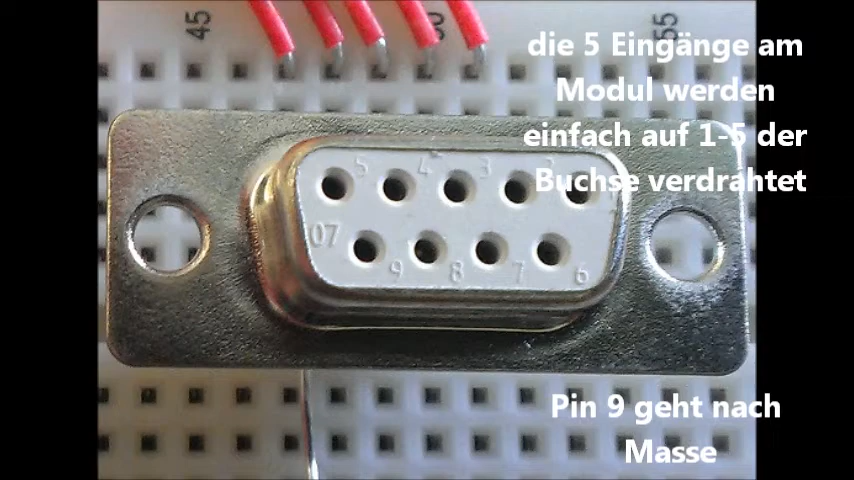 45
50
55
die 5 Eingänge am
Modul werden
einfach auf 1-5 der
Buchse verdrahtet
5 4 3 2 1
07
9 8 7 6
Pin 9 geht nach
Masse